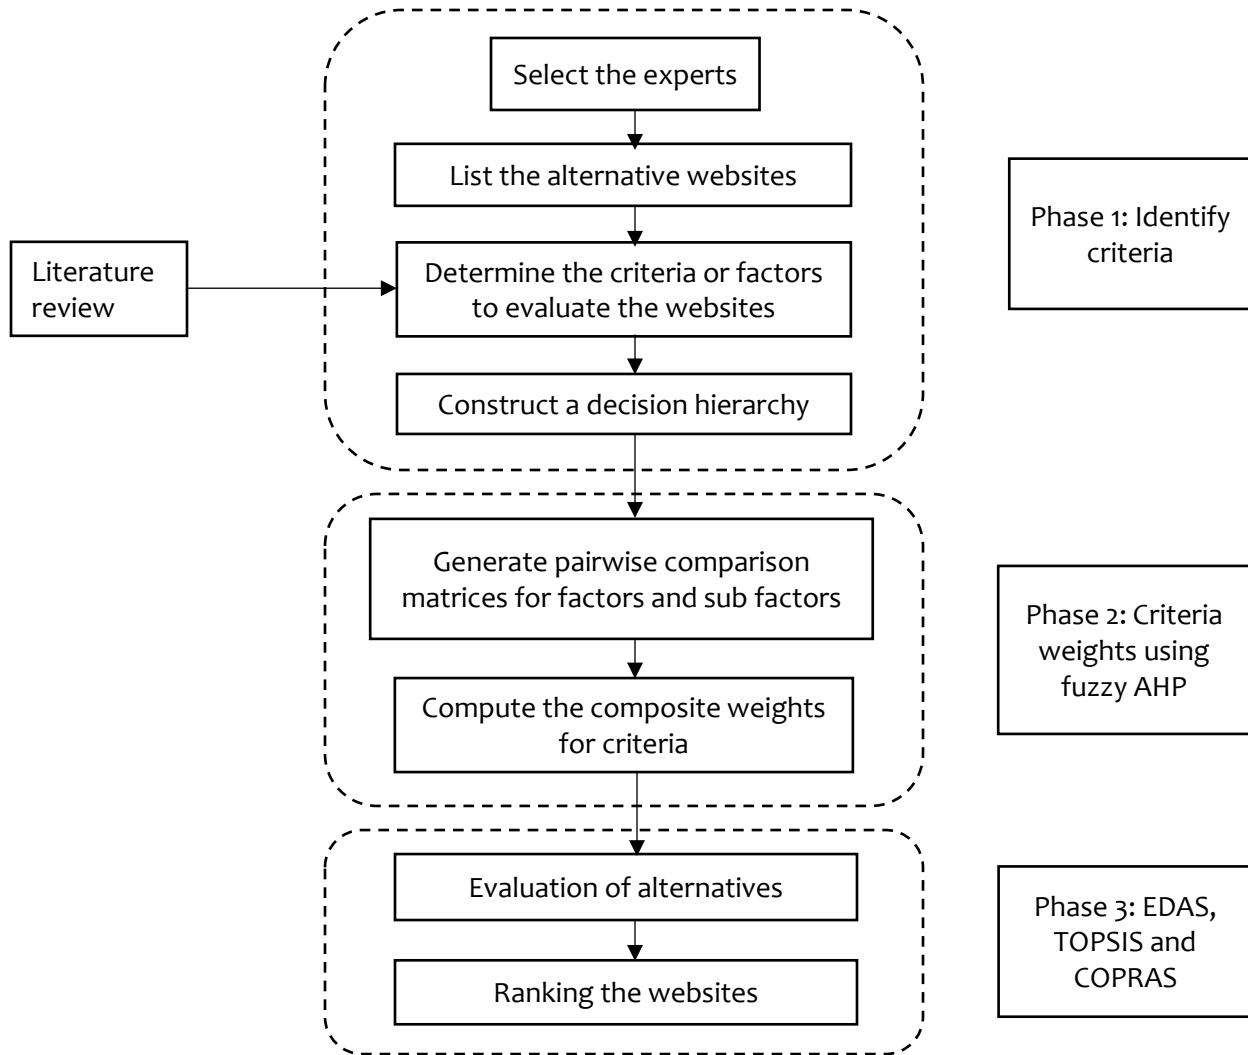 Select the experts
List the alternative websites
Literature
review
Determine the criteria or factors
to evaluate the websites
Construct a decision hierarchy
Phase 1: Identify
criteria
Generate pairwise comparison
matrices for factors and sub factors
Compute the composite weights
for criteria
Phase 2: Criteria
weights using
fuzzy AHP
Evaluation of alternatives
Ranking the websites
Phase 3: EDAS,
TOPSIS and
COPRAS